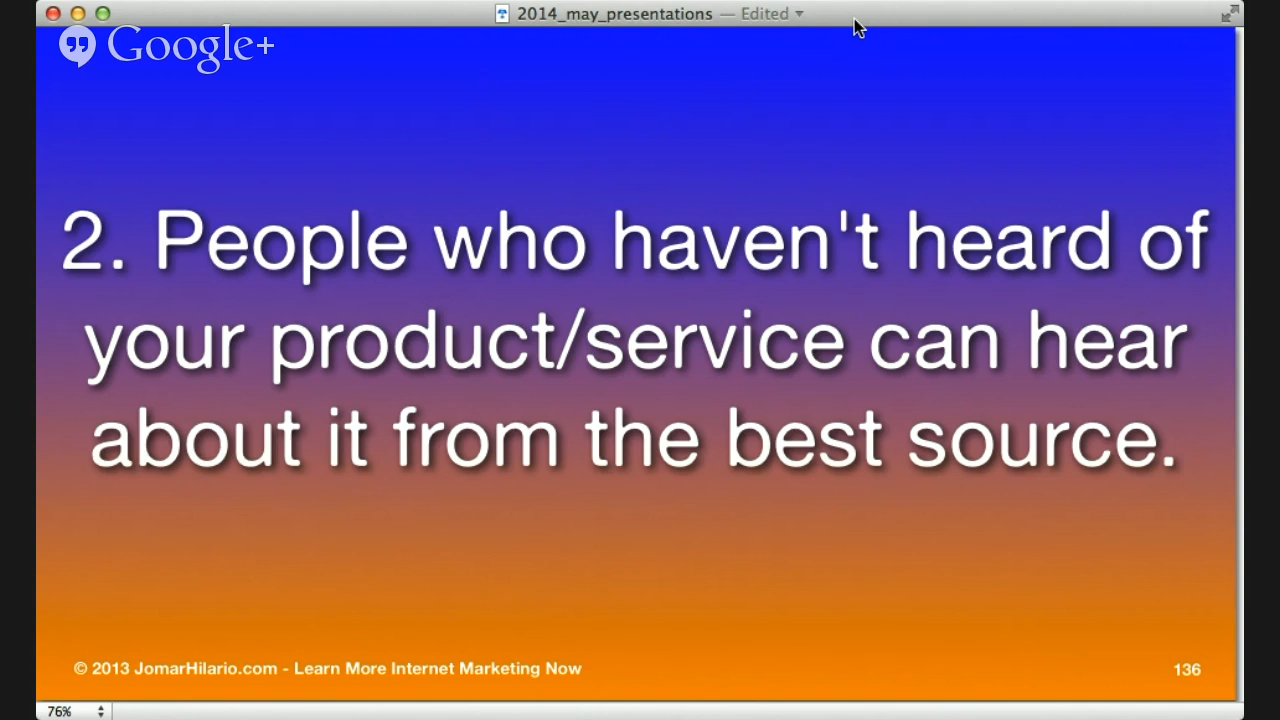 2014_may_presentations — Edited
Google+
2. People who haven't heard of
your product/service can hear
about it from the best source.
© 2013 JomarHilario.com - Learn More Internet Marketing Now
136
76%